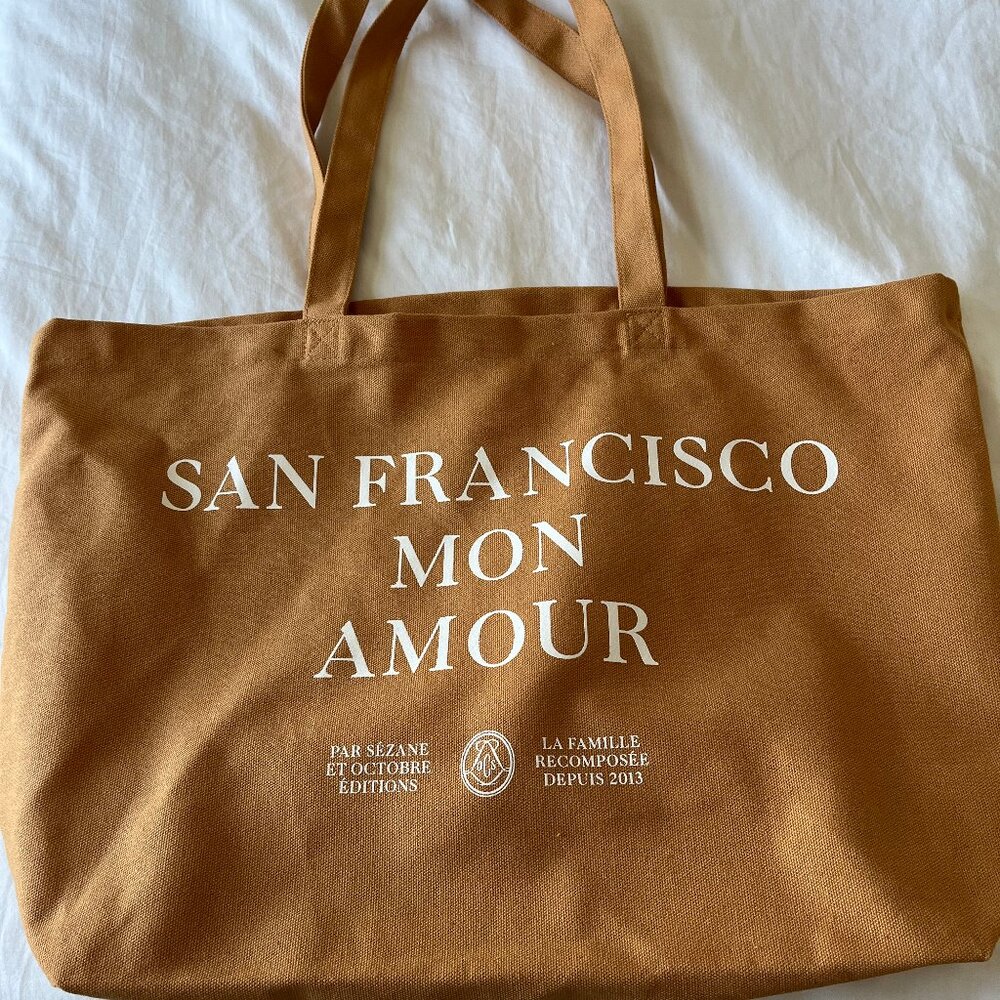 SAN FRANCISCO
MON
AMOUR
PAR SÉZANE
ET OCTOBRE
ÉDITIONS
LA FAMILLE
RECOMPOSÉE
DEPUIS 2013